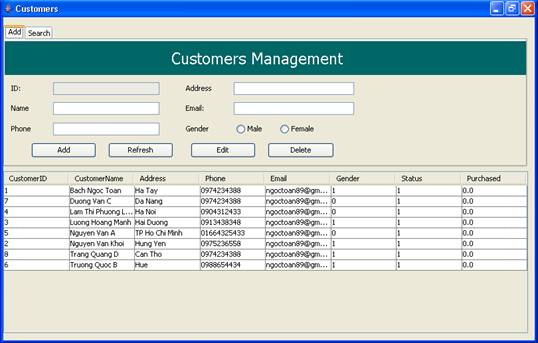 Customers
Add Search
Customers Management
ID: Address
Name Email:
Phone Gender Male Female
Add Refresh Edit Delete
CustomerID CustomerName Address Phone Email Gender Status Purchased
1 Bach Ngoc Toan Ha Tay 0974234388 ngoctoan89@gm... 1 1 0.0
7 Duong Van C Da Nang 0974234388 ngoctoan89@gm... 0 1 0.0
4 Lam Thi Phuong L... Ha Noi 0904312433 ngoctoan89@gm... 0 1 0.0
3 Luong Hoang Manh Hai Duong 0913438348 ngoctoan89@gm... 1 1 0.0
5 Nguyen Van A TP Ho Chi Minh 01664325433 ngoctoan89@gm... 0 1 0.0
2 Nguyen Van Khoi Hung Yen 0975236558 ngoctoan89@gm... 1 1 0.0
8 Trang Quang D Can Tho 0974234388 ngoctoan89@gm... 1 1 0.0
6 Truong Quoc B Hue 0988654434 ngoctoan89@gm... 1 1 0.0